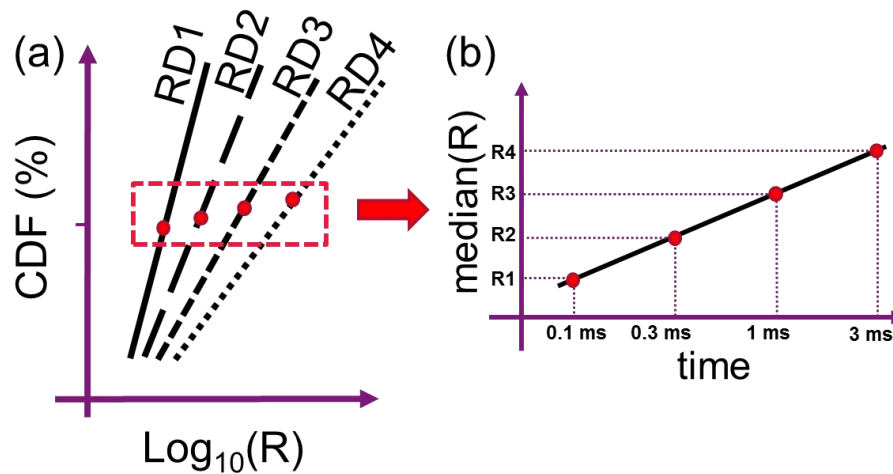 (a)
RD1
RD2
RD3
RD4
CDF (%)
Log₁₀(R)
(b)
median(R)
R4
R3
R2
R1
0.1 ms
0.3 ms
1 ms
3 ms
time